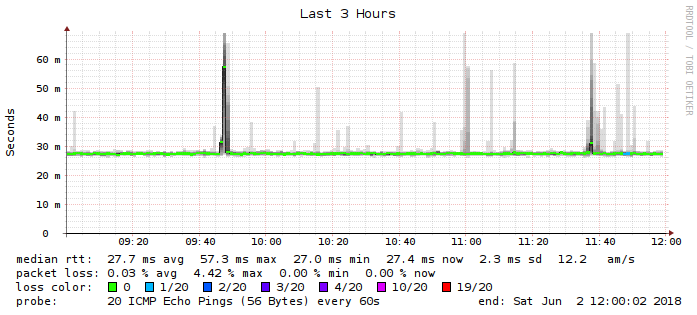 Last 3 Hours
RRDTOOL / TOBI OETIKER
Seconds
60 m
50 m
40 m
30 m
20 m
10 m
0
09:20 09:40 10:00 10:20 10:40 11:00 11:20 11:40 12:00
median rtt: 27.7 ms avg 57.3 ms max 27.0 ms min 27.4 ms now 2.3 ms sd 12.2 am/s
packet loss: 0.03 % avg 4.42 % max 0.00 % min 0.00 % now
loss color: 0 1/20 2/20 3/20 4/20 10/20 19/20
probe: 20 ICMP Echo Pings (56 Bytes) every 60s end: Sat Jun 2 12:00:02 2018